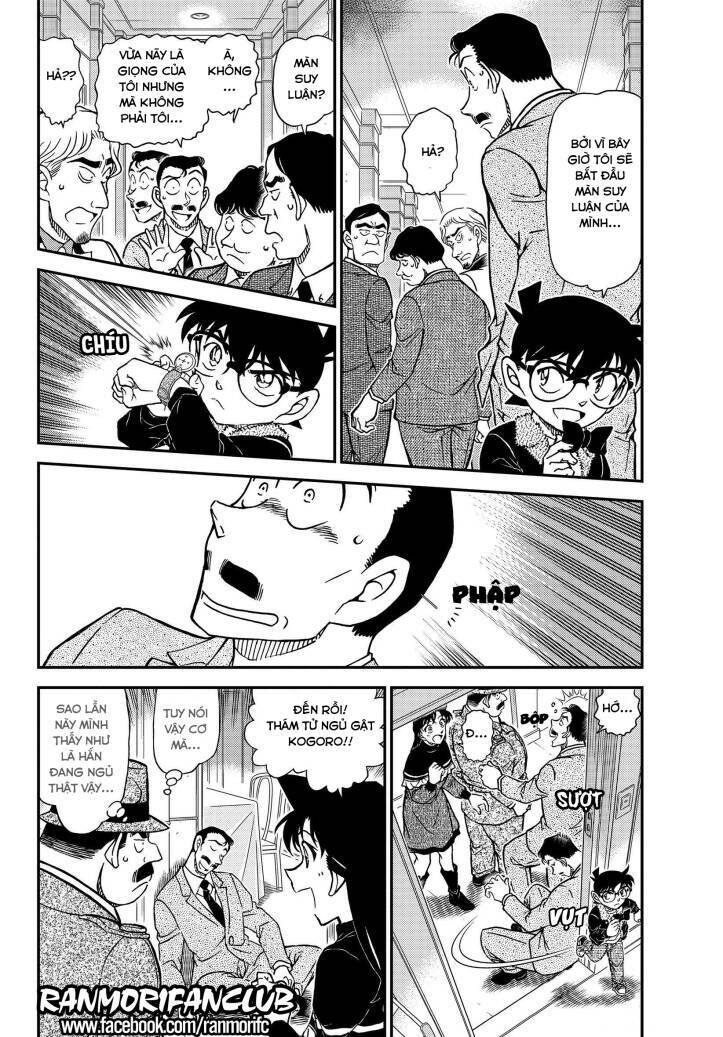 BỞI VÌ BÂY
GIỜ TÔI SẼ
BẮT ĐẦU
MÀN SUY
LUẬN CỦA
MÌNH...
HẢ?
MÀN
SUY
LUẬN?
À,
KHÔNG
...
VỪA NÃY LÀ
GIỌNG CỦA
TÔI NHƯNG
MÀ KHÔNG
PHẢI TÔI...
HẢ??
CHÍU
PHẬP
HỚ...
BỘP
Đ...
SƯỢT
VỤT
ĐẾN RỒI!
THÁM TỬ NGỦ GẬT
KOGORO!!
TUY NÓI
VẬY CƠ
MÀ...
SAO LẦN
NÀY MÌNH
THẤY NHƯ
LÀ HẮN
ĐANG NGỦ
THẬT VẬY...
RANMORIFANCLUB
www.facebook.com/ranmorifc